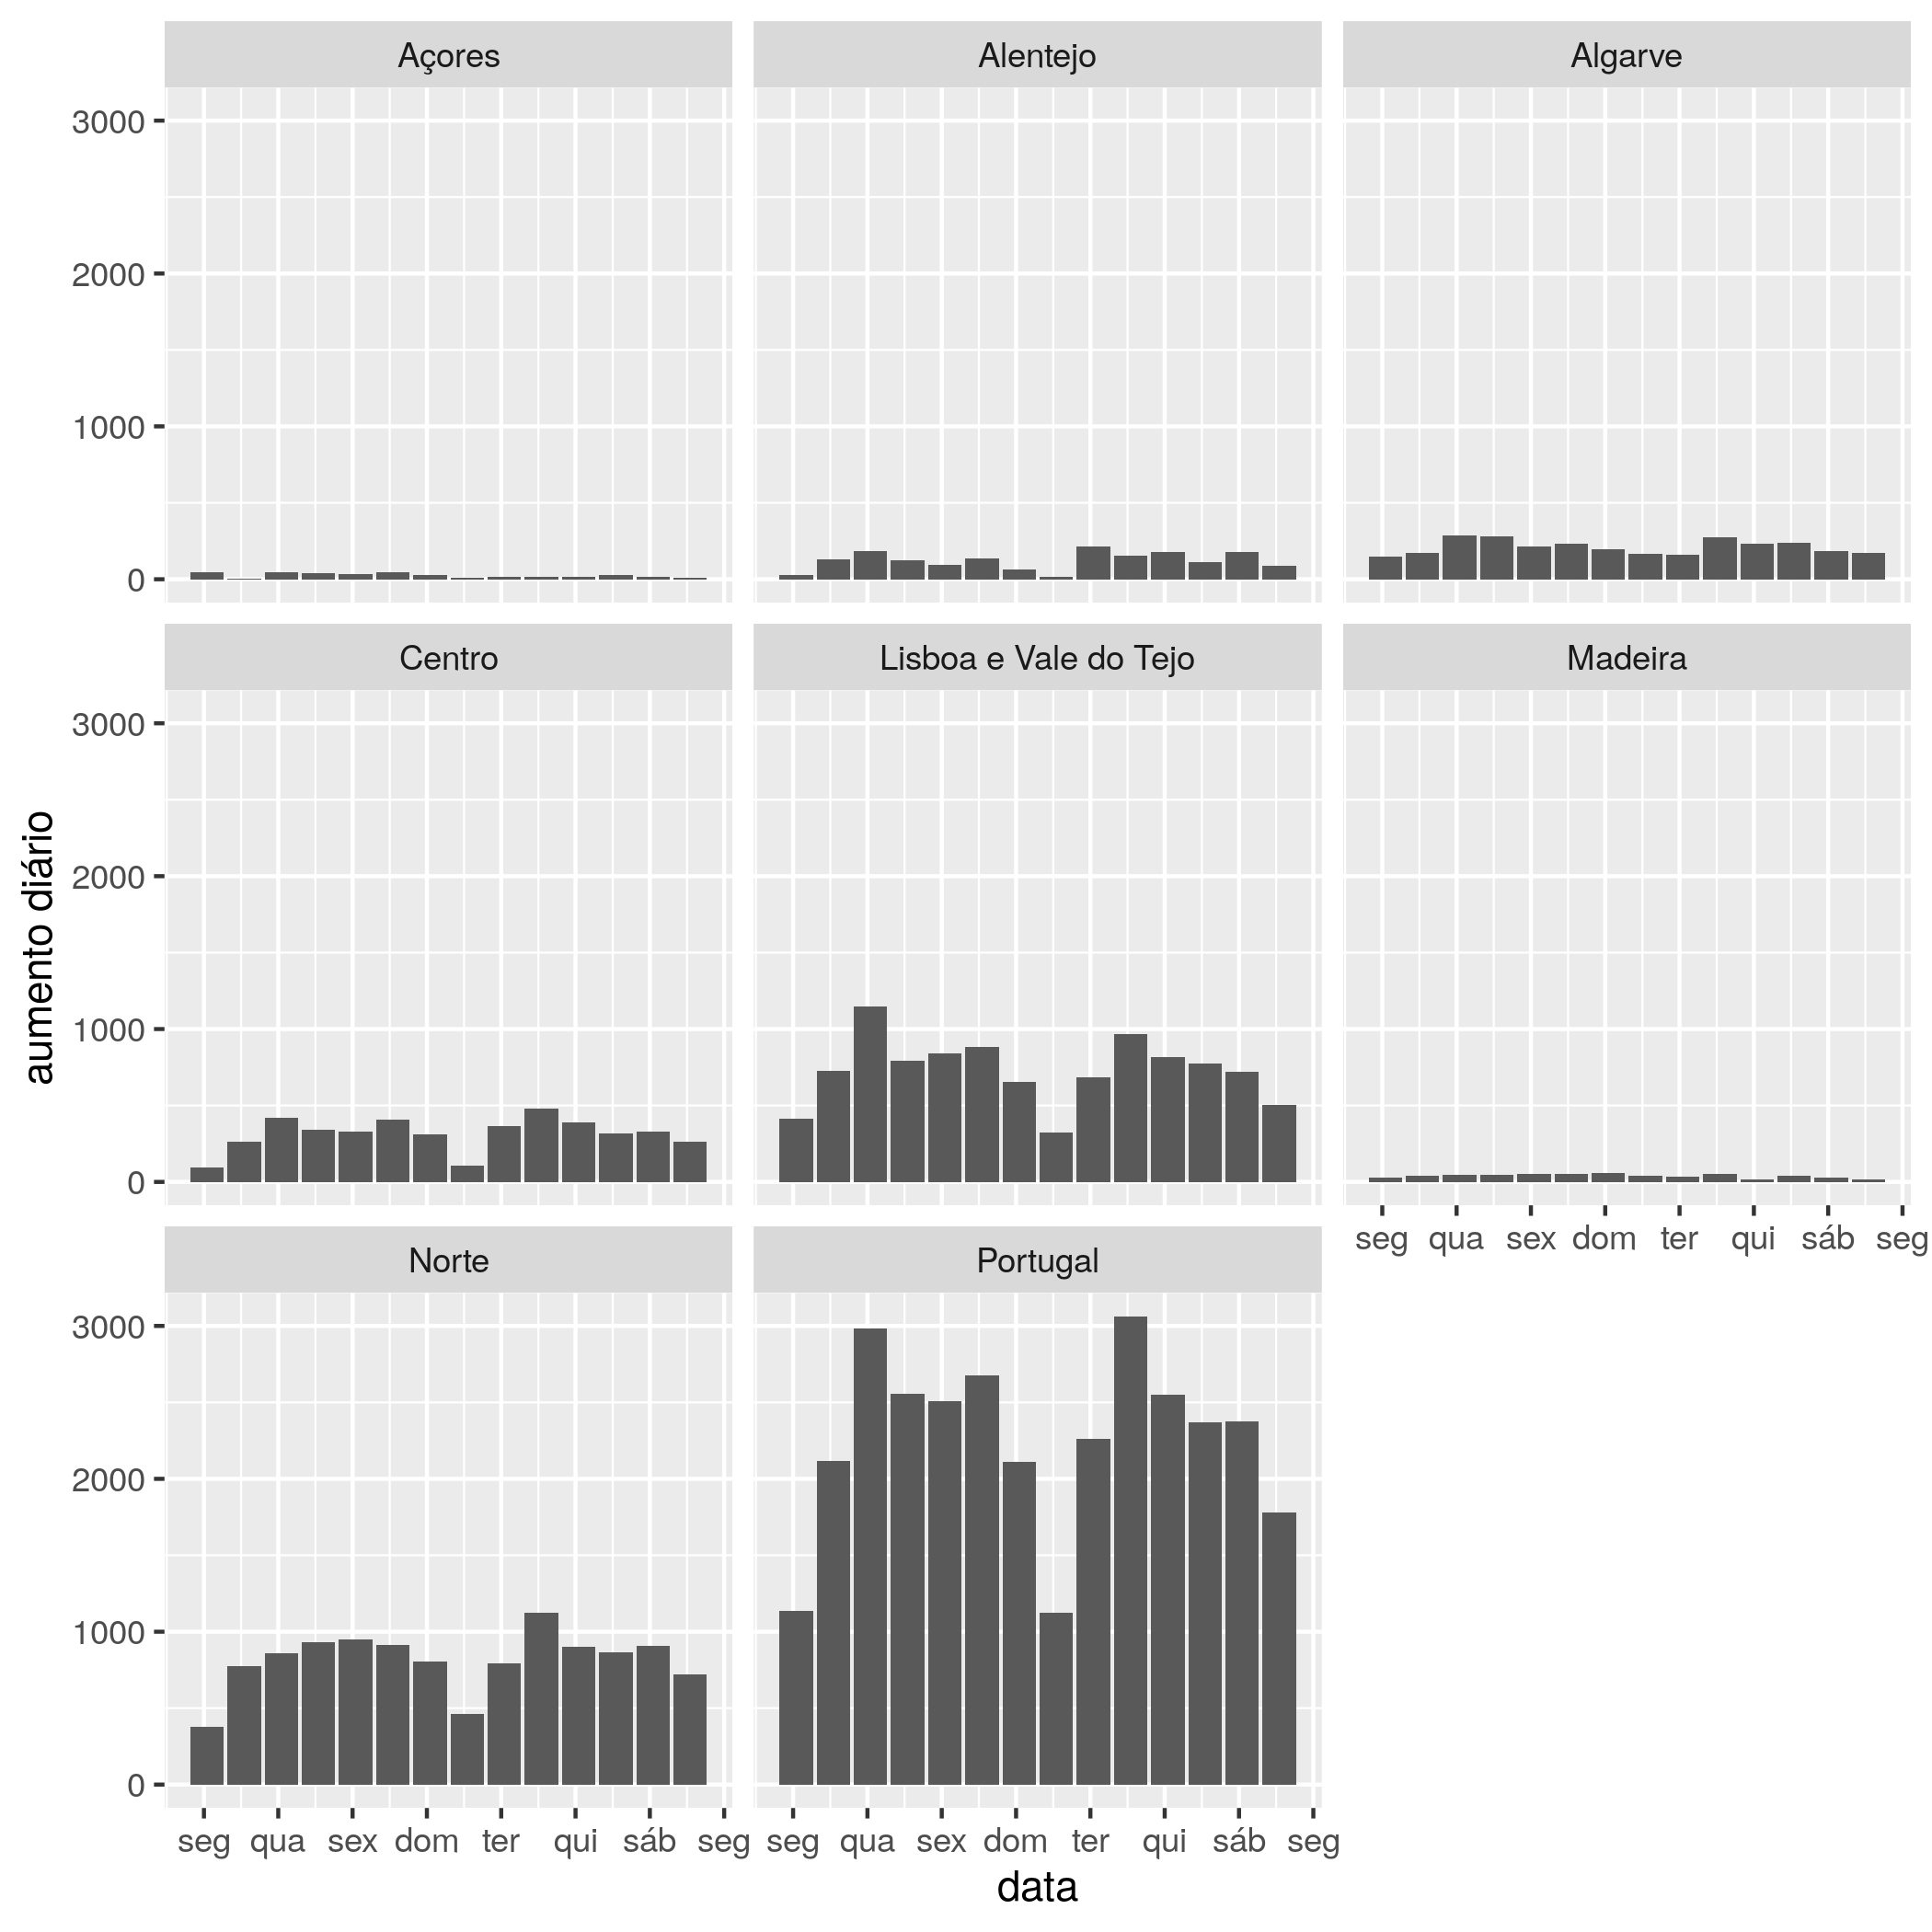 Açores Alentejo Algarve
3000
2000
1000
0
Centro Lisboa e Vale do Tejo Madeira
3000
2000
1000
0
seg qua sex dom ter qui sáb seg
Norte Portugal
3000
2000
1000
0
seg qua sex dom ter qui sáb seg seg qua sex dom ter qui sáb seg
data
aumento diário